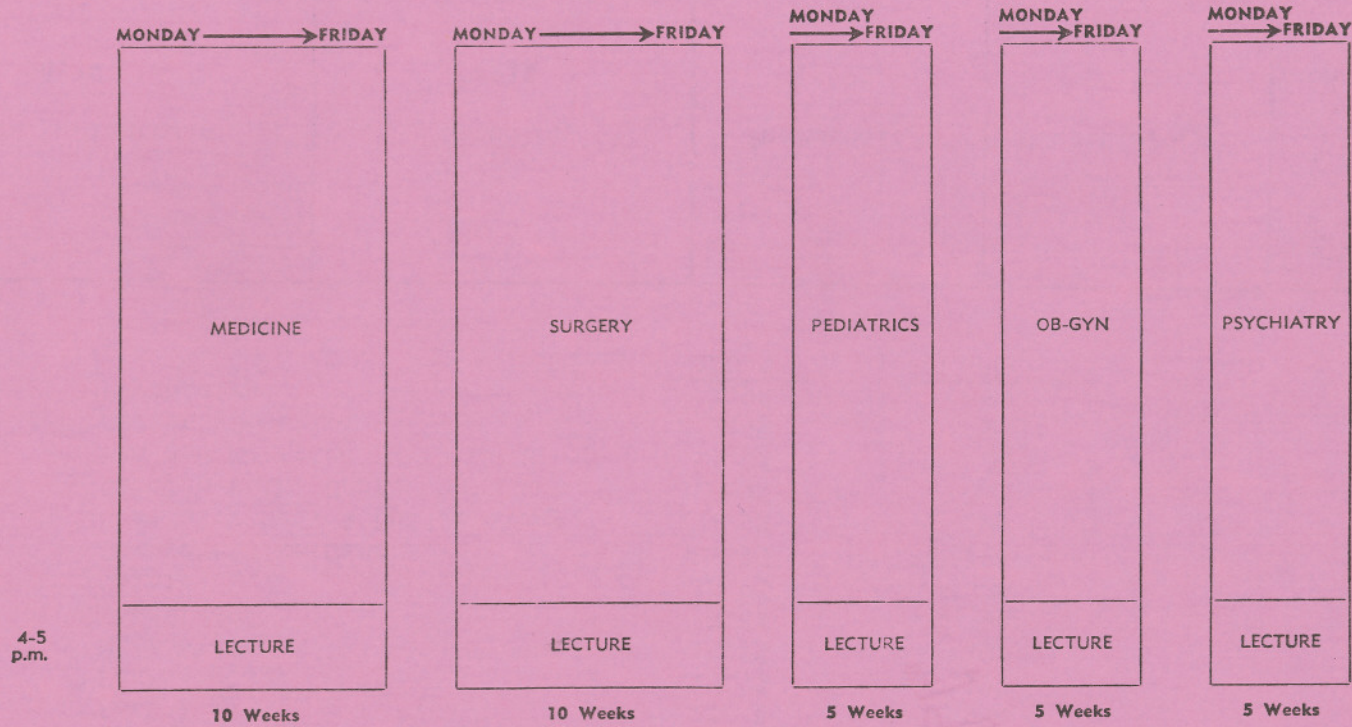 MONDAY → FRIDAY
MONDAY → FRIDAY
MONDAY
→ FRIDAY
MONDAY
→ FRIDAY
MONDAY
→ FRIDAY
MEDICINE
SURGERY
PEDIATRICS
OB-GYN
PSYCHIATRY
4-5
p.m.
LECTURE
LECTURE
LECTURE
LECTURE
LECTURE
10 Weeks
10 Weeks
5 Weeks
5 Weeks
5 Weeks